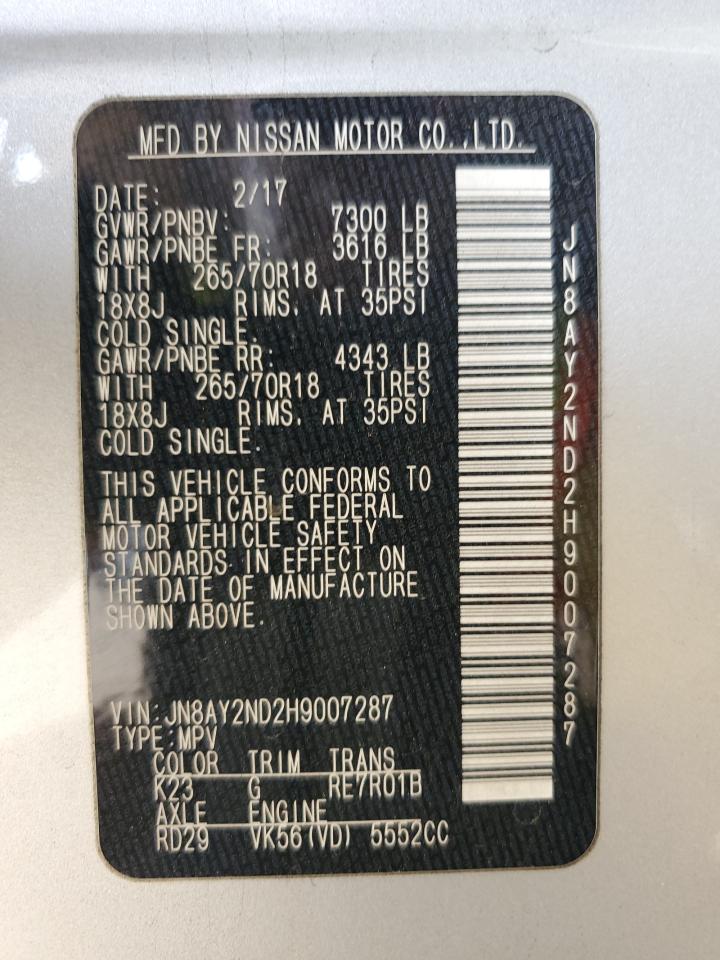 MFD BY NISSAN MOTOR CO.,LTD.
DATE: 2/17
GVWR/PNBV: 7300 LB
GAWR/PNBE FR: 3616 LB
WITH 265/70R18 TIRES
18X8J RIMS, AT 35PSI
COLD SINGLE.
GAWR/PNBE RR: 4343 LB
WITH 265/70R18 TIRES
18X8J RIMS, AT 35PSI
COLD SINGLE.
THIS VEHICLE CONFORMS TO
ALL APPLICABLE FEDERAL
MOTOR VEHICLE SAFETY
STANDARDS IN EFFECT ON
THE DATE OF MANUFACTURE
SHOWN ABOVE.
VIN:JN8AY2ND2H9007287
TYPE:MPV
COLOR TRIM TRANS
K23 G RE7R01B
AXLE ENGINE
RD29 VK56(VD) 5552CC
JN8AY2ND2H9007287